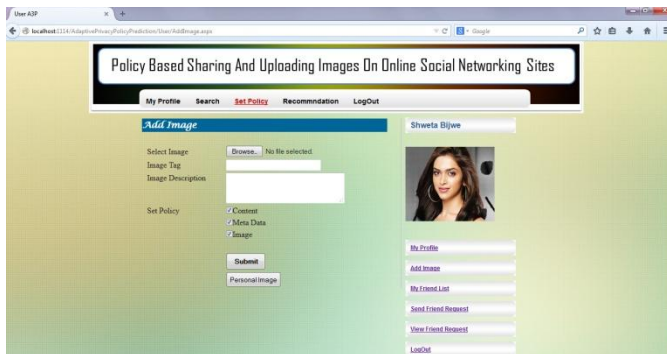 User A3P
localhost:1114/AdaptivePrivacyPolicyPrediction/User/AddImage.aspx
Google
Policy Based Sharing And Uploading Images On Online Social Networking Sites
My Profile Search Set Policy Recommndation LogOut
Add Image
Shweta Bijwe
Select Image Browse... No file selected.
Image Tag
Image Description
Set Policy Content
Meta Data
Image
Submit
Personal Image
My Profile
Add Image
My Friend List
Send Friend Request
View Friend Request
LogOut